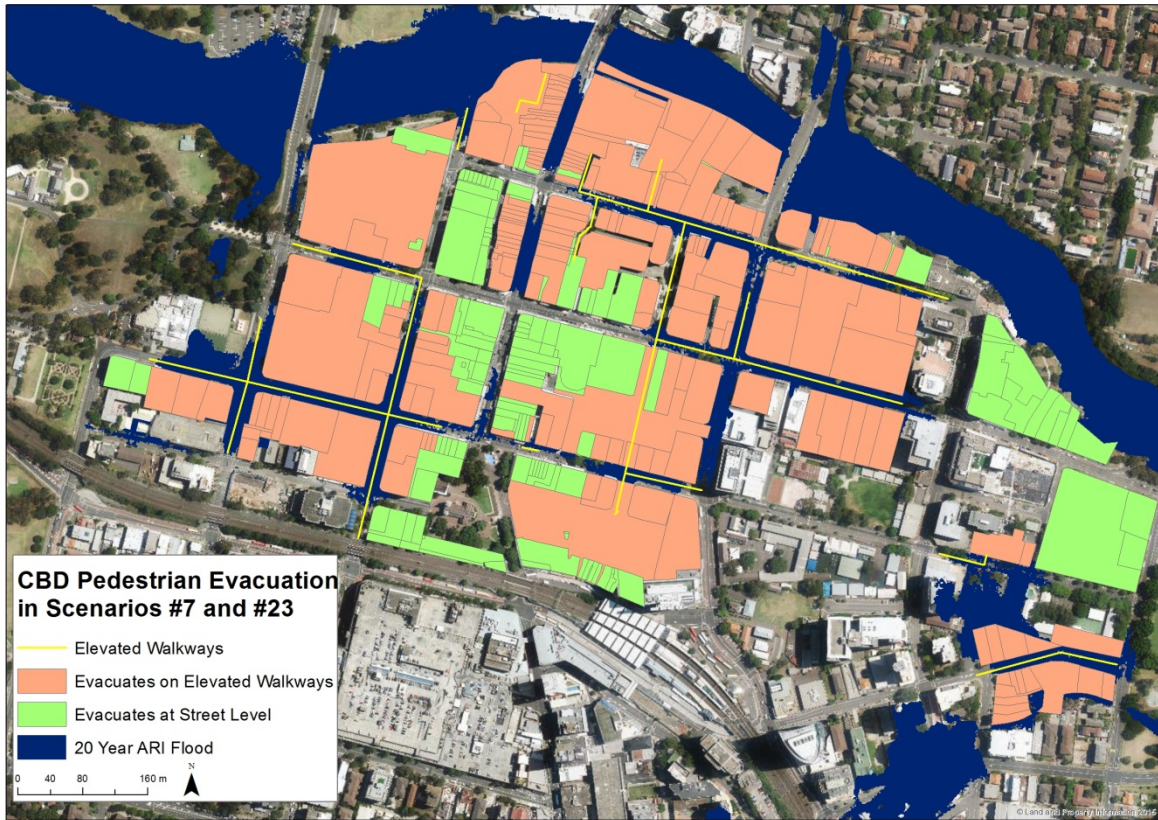 CBD Pedestrian Evacuation
in Scenarios #7 and #23
Elevated Walkways
Evacuates on Elevated Walkways
Evacuates at Street Level
20 Year ARI Flood
0 40 80 160 m
N
© Land and Property Information 2015